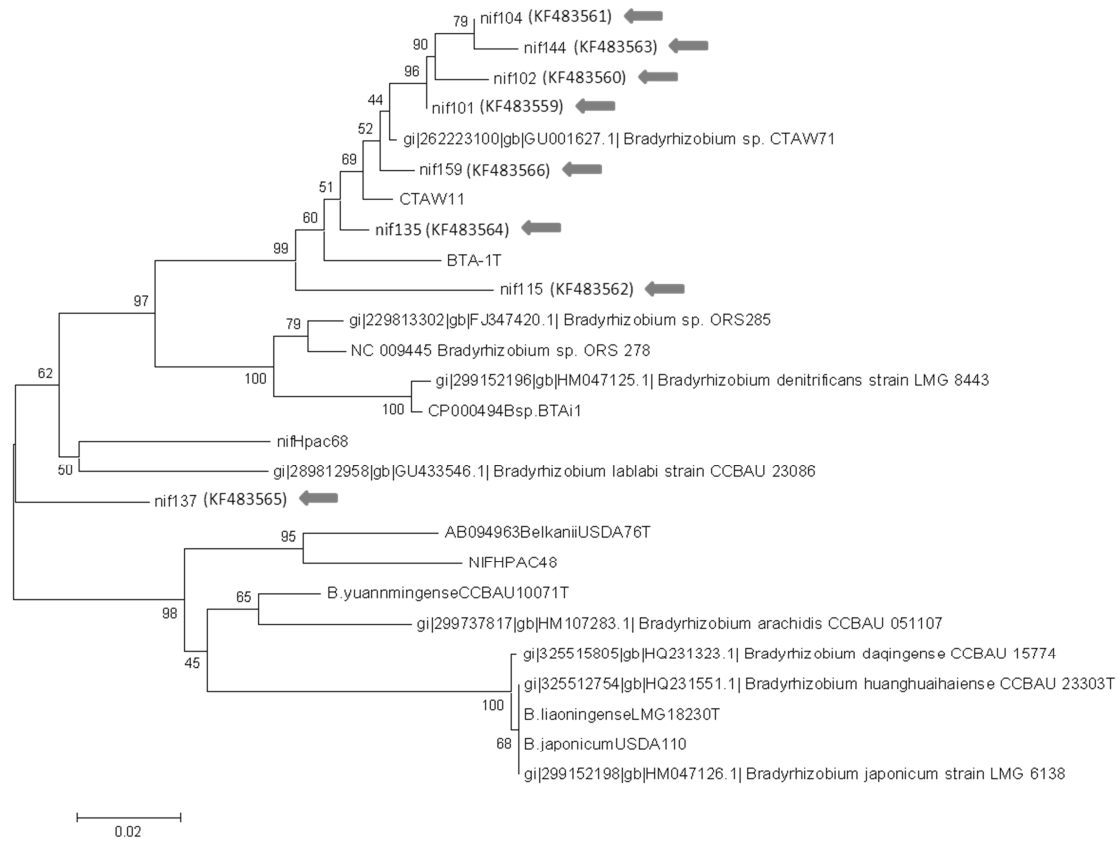 79
nif104 (KF483561)
90
nif144 (KF483563)
96
nif102 (KF483560)
44
nif101 (KF483559)
52
gi|262223100|gb|GU001627.1| Bradyrhizobium sp. CTAW71
69
nif159 (KF483566)
51
CTAW11
60
nif135 (KF483564)
99
BTA-1T
97
nif115 (KF483562)
79
gi|229813302|gb|FJ347420.1| Bradyrhizobium sp. ORS285
NC 009445 Bradyrhizobium sp. ORS 278
62
100
gi|299152196|gb|HM047125.1| Bradyrhizobium denitrificans strain LMG 8443
100
CP000494Bsp.BTAi1
nifHpac68
50
gi|289812958|gb|GU433546.1| Bradyrhizobium lablabi strain CCBAU 23086
nif137 (KF483565)
95
AB094963BelkaniiUSDA76T
NIFHPAC48
98
65
B.yuannmingenseCCBAU10071T
gi|299737817|gb|HM107283.1| Bradyrhizobium arachidis CCBAU 051107
45
gi|325515805|gb|HQ231323.1| Bradyrhizobium daqingense CCBAU 15774
gi|325512754|gb|HQ231551.1| Bradyrhizobium huanghuaihaiense CCBAU 23303T
100
B.liaoningenseLMG18230T
68
B.japonicumUSDA110
gi|299152198|gb|HM047126.1| Bradyrhizobium japonicum strain LMG 6138
0.02